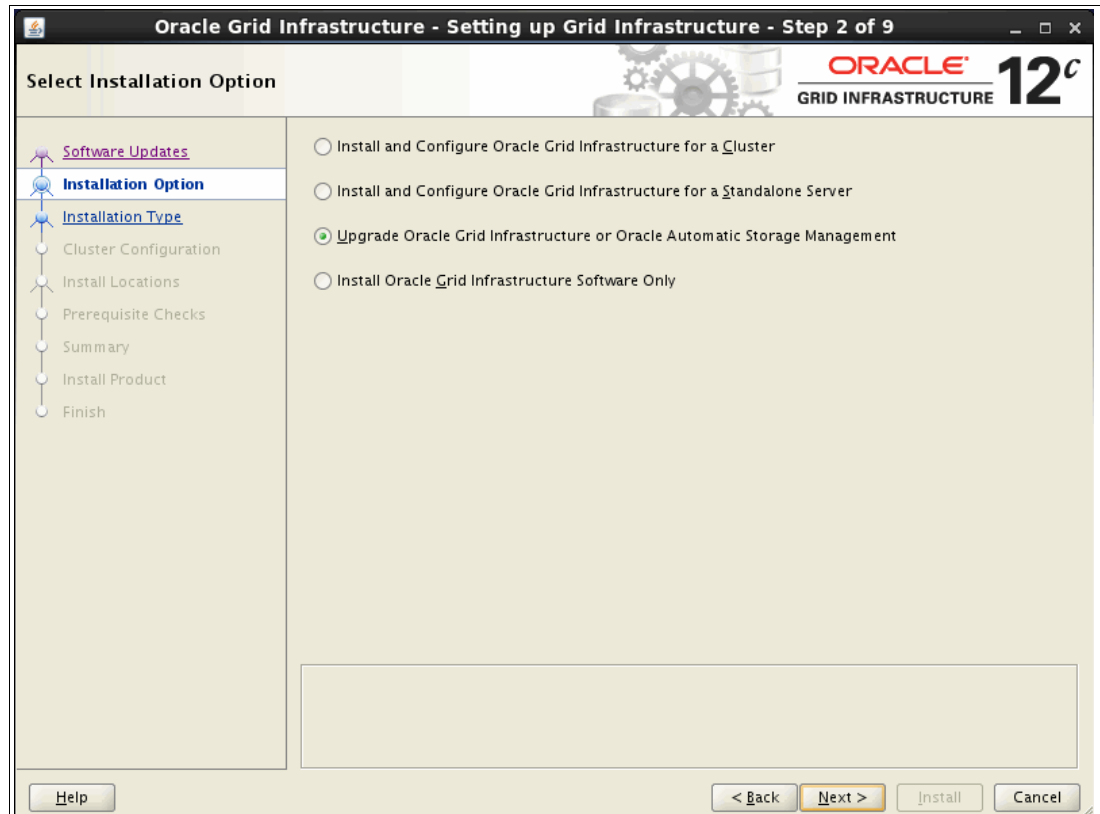 Oracle Grid Infrastructure - Setting up Grid Infrastructure - Step 2 of 9
Select Installation Option
ORACLE
GRID INFRASTRUCTURE
12c
Software Updates
Installation Option
Installation Type
Cluster Configuration
Install Locations
Prerequisite Checks
Summary
Install Product
Finish
Install and Configure Oracle Grid Infrastructure for a Cluster
Install and Configure Oracle Grid Infrastructure for a Standalone Server
Upgrade Oracle Grid Infrastructure or Oracle Automatic Storage Management
Install Oracle Grid Infrastructure Software Only
Help
< Back
Next >
Install
Cancel